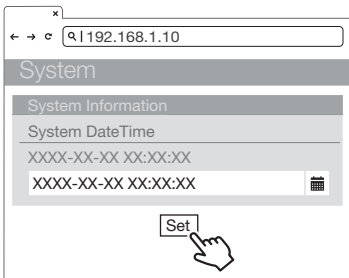 192.168.1.10
System
System Information
System DateTime
XXXX-XX-XX XX:XX:XX
XXXX-XX-XX XX:XX:XX
Set